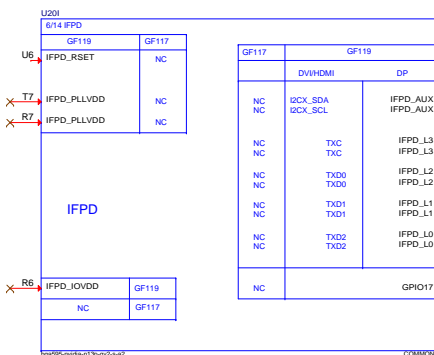 U20I
6/14 IFPD
GF119 GF117
U6 IFPD_RSET NC
T7 IFPD_PLLVDD NC
R7 IFPD_PLLVDD NC
GF117 GF119
DVI/HDMI DP
NC I2CX_SDA IFPD_AUX
NC I2CX_SCL IFPD_AUX
NC TXC IFPD_L3
NC TXC IFPD_L3
NC TXD0 IFPD_L2
NC TXD0 IFPD_L2
NC TXD1 IFPD_L1
NC TXD1 IFPD_L1
NC TXD2 IFPD_L0
NC TXD2 IFPD_L0
IFPD
R6 IFPD_IOVDD GF119
NC GF117
NC GPIO17
COMMON